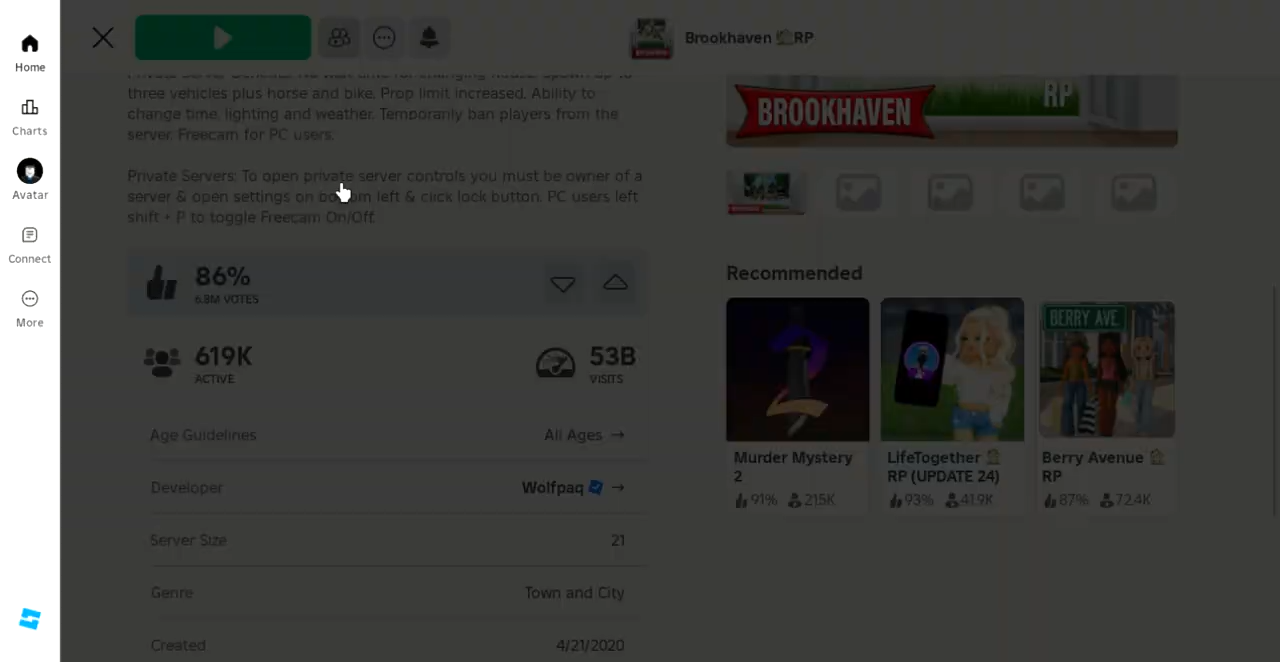 Home
Charts
Avatar
Connect
More
Brookhaven 🏡RP
Private Server Benefits: No wait time for changing house. Spawn up to
three vehicles plus horse and bike. Prop limit increased. Ability to
change time, lighting and weather. Temporarily ban players from the
server. Freecam for PC users.
Private Servers: To open private server controls you must be owner of a
server & open settings on bottom left & click lock button. PC users left
shift + P to toggle Freecam On/Off.
86%
6.8M VOTES
619K
ACTIVE
53B
VISITS
Age Guidelines
All Ages →
Developer
Wolfpaq →
Server Size
21
Genre
Town and City
Created
4/21/2020
BROOKHAVEN
RP
Recommended
BERRY AVE.
Murder Mystery
2
91% 215K
LifeTogether 🏠
RP (UPDATE 24)
93% 41.9K
Berry Avenue 🏠
RP
87% 72.4K